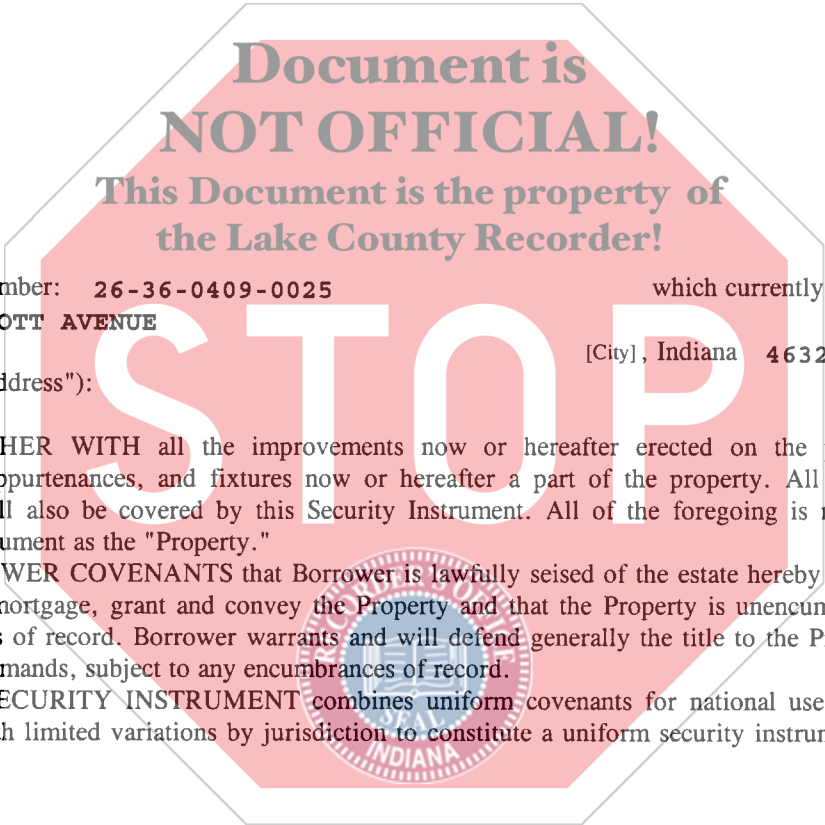 Document is
NOT OFFICIAL!
This Document is the property of
the Lake County Recorder!
mber: 26-36-0409-0025 which currently
OTT AVENUE
[City] , Indiana 4632
ddress"):
STOP
HER WITH all the improvements now or hereafter erected on the
ppurtenances, and fixtures now or hereafter a part of the property. All
ll also be covered by this Security Instrument. All of the foregoing is r
ument as the "Property."
WER COVENANTS that Borrower is lawfully seised of the estate hereby
mortgage, grant and convey the Property and that the Property is unencum
s of record. Borrower warrants and will defend generally the title to the P
mands, subject to any encumbrances of record.
ECURITY INSTRUMENT combines uniform covenants for national use
h limited variations by jurisdiction to constitute a uniform security instrum
RECORDER'S OFFICE
SEAL
INDIANA